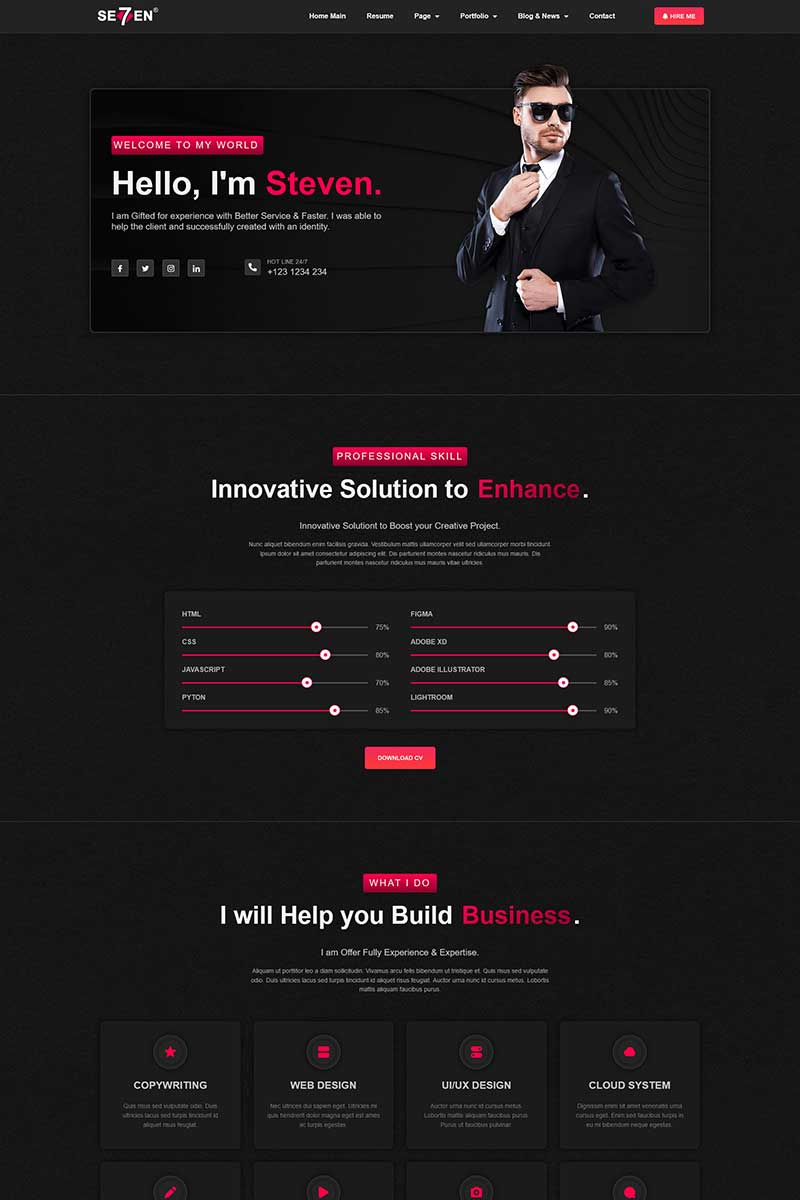 SE7EN®
Home Main Resume Page Portfolio Blog & News Contact HIRE ME
WELCOME TO MY WORLD
Hello, I'm Steven.
I am Gifted for experience with Better Service & Faster. I was able to
help the client and successfully created with an identity.
HOT LINE 24/7
+123 1234 234
PROFESSIONAL SKILL
Innovative Solution to Enhance.
Innovative Solutiont to Boost your Creative Project.
Nunc aliquet bibendum enim facilisis gravida. Vestibulum mattis ullamcorper velit sed ullamcorper morbi tincidunt.
Ipsum dolor sit amet consectetur adipiscing elit. Dis parturient montes nascetur ridiculus mus mauris. Dis
parturient montes nascetur ridiculus mus mauris vitae ultricies.
HTML
75%
CSS
80%
JAVASCRIPT
70%
PYTON
85%
FIGMA
90%
ADOBE XD
80%
ADOBE ILLUSTRATOR
85%
LIGHTROOM
90%
DOWNLOAD CV
WHAT I DO
I will Help you Build Business.
I am Offer Fully Experience & Expertise.
Aliquam ut porttitor leo a diam sollicitudin. Vivamus arcu felis bibendum ut tristique et. Quis risus sed vulputate
odio. Duis ultricies lacus sed turpis tincidunt id aliquet risus feugiat. Auctor urna nunc id cursus metus. Lobortis
mattis aliquam faucibus purus.
COPYWRITING
Quis risus sed vulputate odio. Duis
ultricies lacus sed turpis tincidunt id
aliquet risus feugiat.
WEB DESIGN
Nec ultrices dui sapien eget. Ultricies mi
quis hendrerit dolor magna eget est ames
ac turpis egestas.
UI/UX DESIGN
Auctor urna nunc id cursus metus.
Lobortis mattis aliquam faucibus purus.
Purus ut faucibus pulvinar.
CLOUD SYSTEM
Dignissim enim sit amet venenatis urna
cursus eget. Enim sed faucibus turpis in
eu mi bibendum neque egestas.